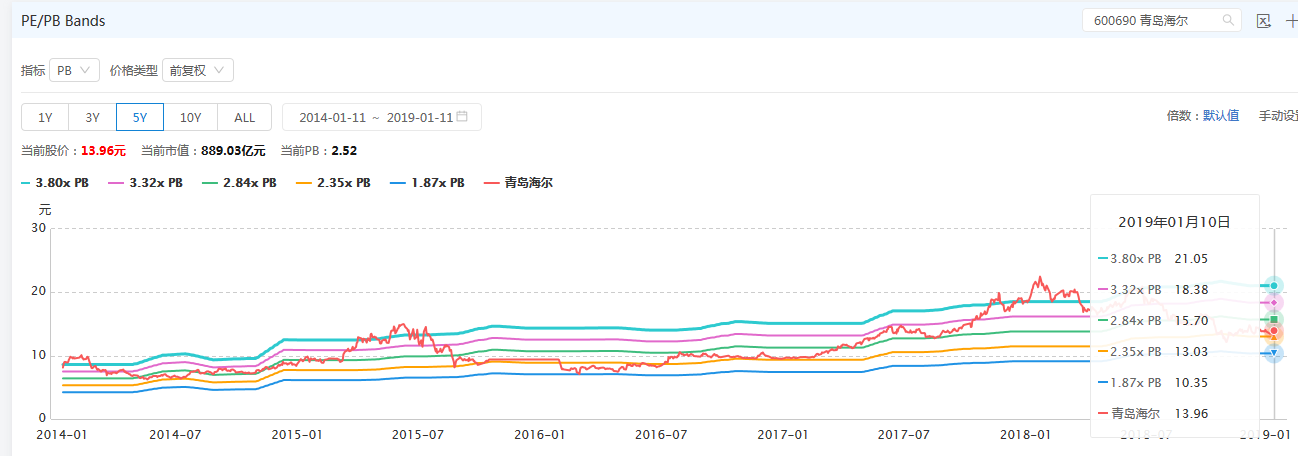 PE/PB Bands 600690 青岛海尔
指标 PB 价格类型 前复权
1Y 3Y 5Y 10Y ALL 2014-01-11 ~ 2019-01-11 倍数：默认值 手动设
当前股价：13.96元 当前市值：889.03亿元 当前PB：2.52
3.80x PB 3.32x PB 2.84x PB 2.35x PB 1.87x PB 青岛海尔
元
30
20
10
0
2014-01 2014-07 2015-01 2015-07 2016-01 2016-07 2017-01 2017-07 2018-01 2018-07 2019-01
2019年01月10日
3.80x PB 21.05
3.32x PB 18.38
2.84x PB 15.70
2.35x PB 13.03
1.87x PB 10.35
青岛海尔 13.96